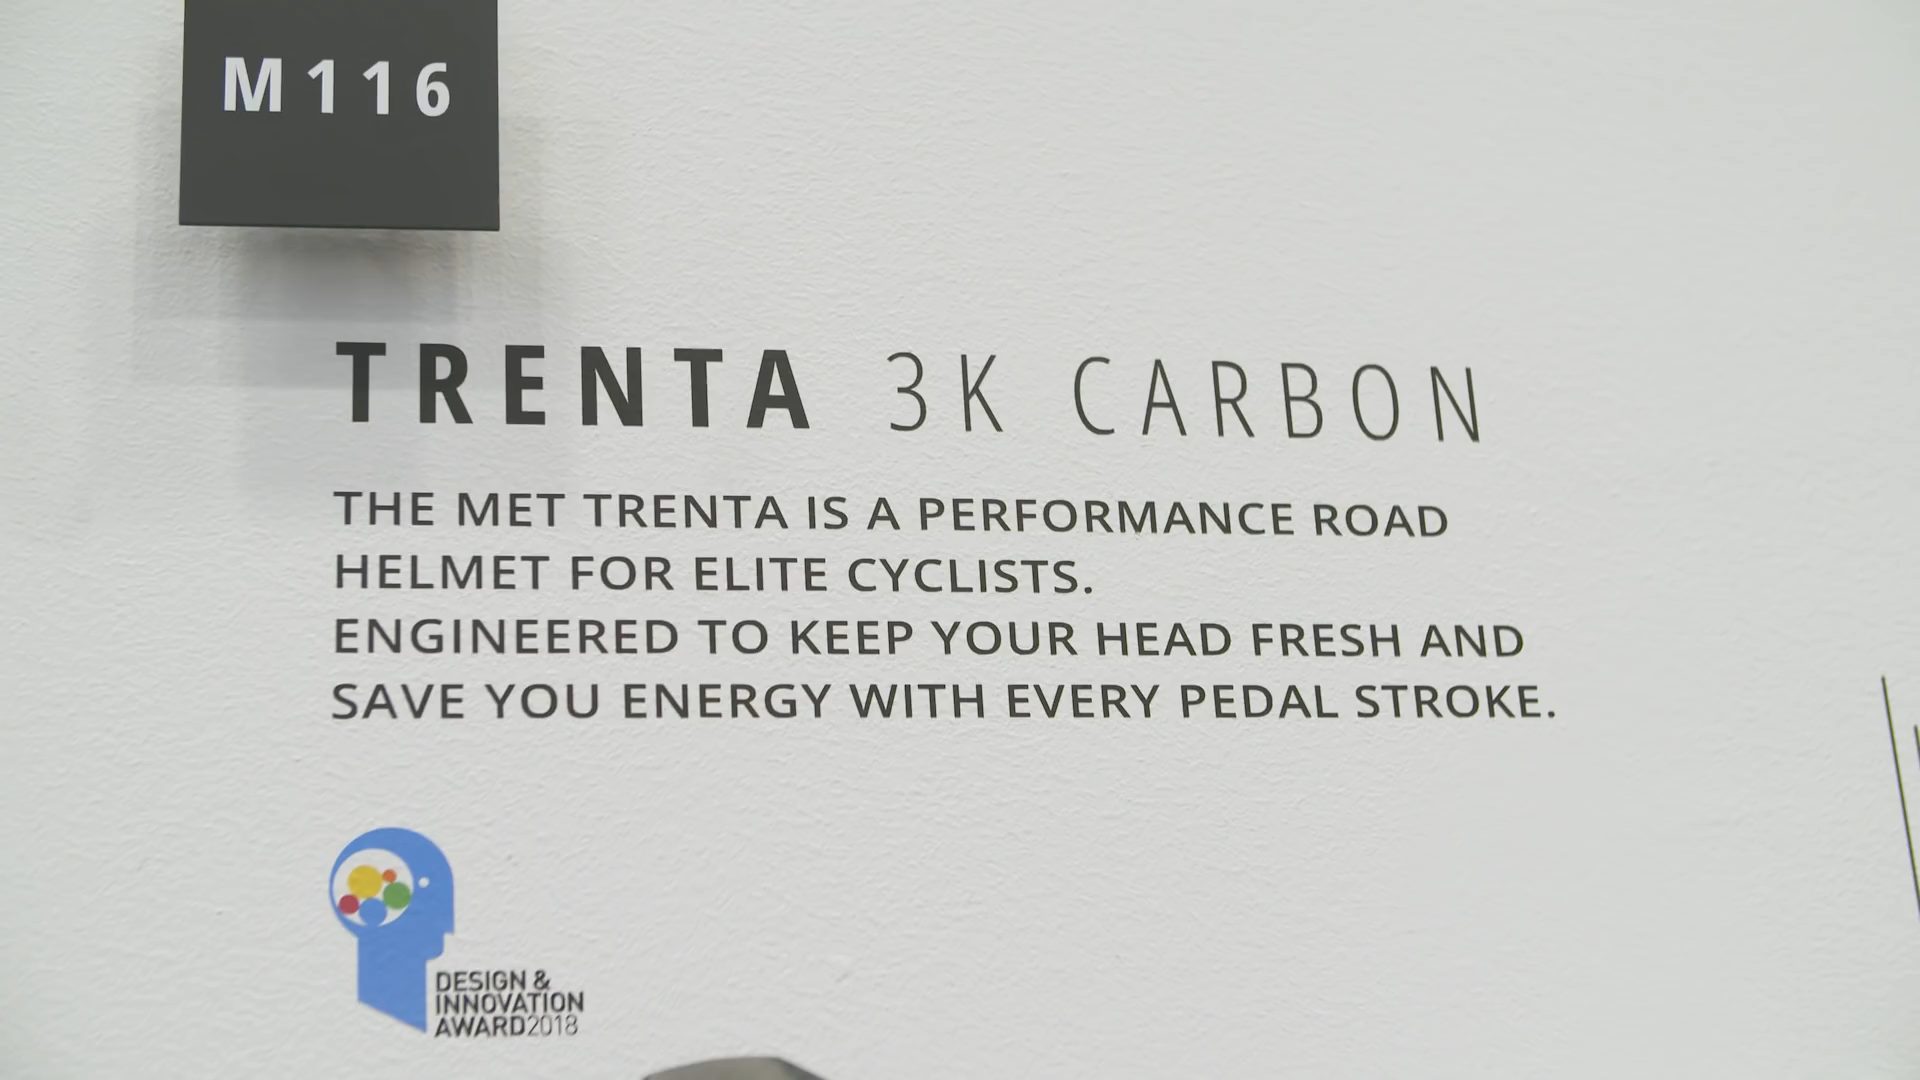 M116
TRENTA 3K CARBON
THE MET TRENTA IS A PERFORMANCE ROAD
HELMET FOR ELITE CYCLISTS.
ENGINEERED TO KEEP YOUR HEAD FRESH AND
SAVE YOU ENERGY WITH EVERY PEDAL STROKE.
DESIGN &
INNOVATION
AWARD2018